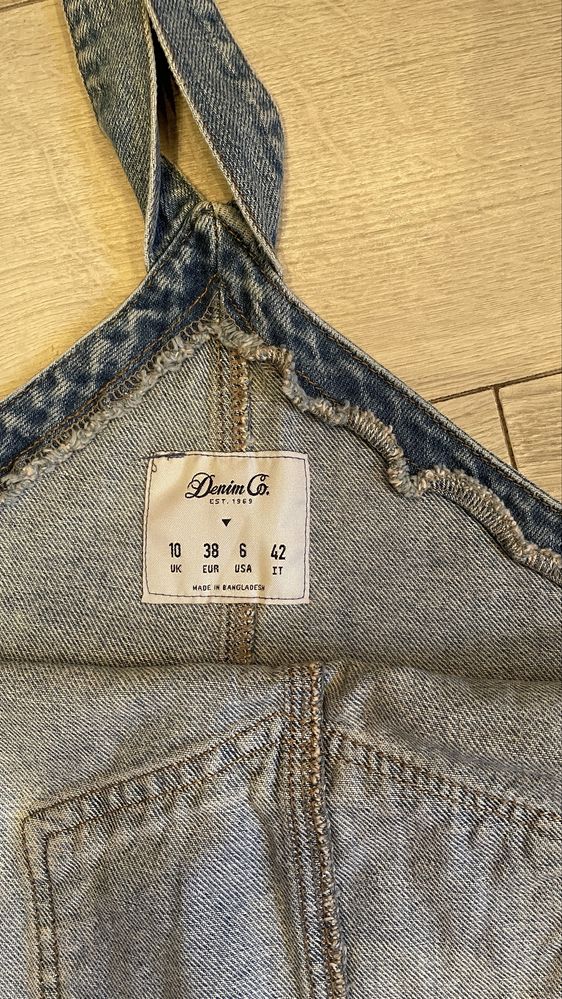 Denim Co.
EST. 1969
10 38 6 42
UK EUR USA IT
MADE IN BANGLADESH